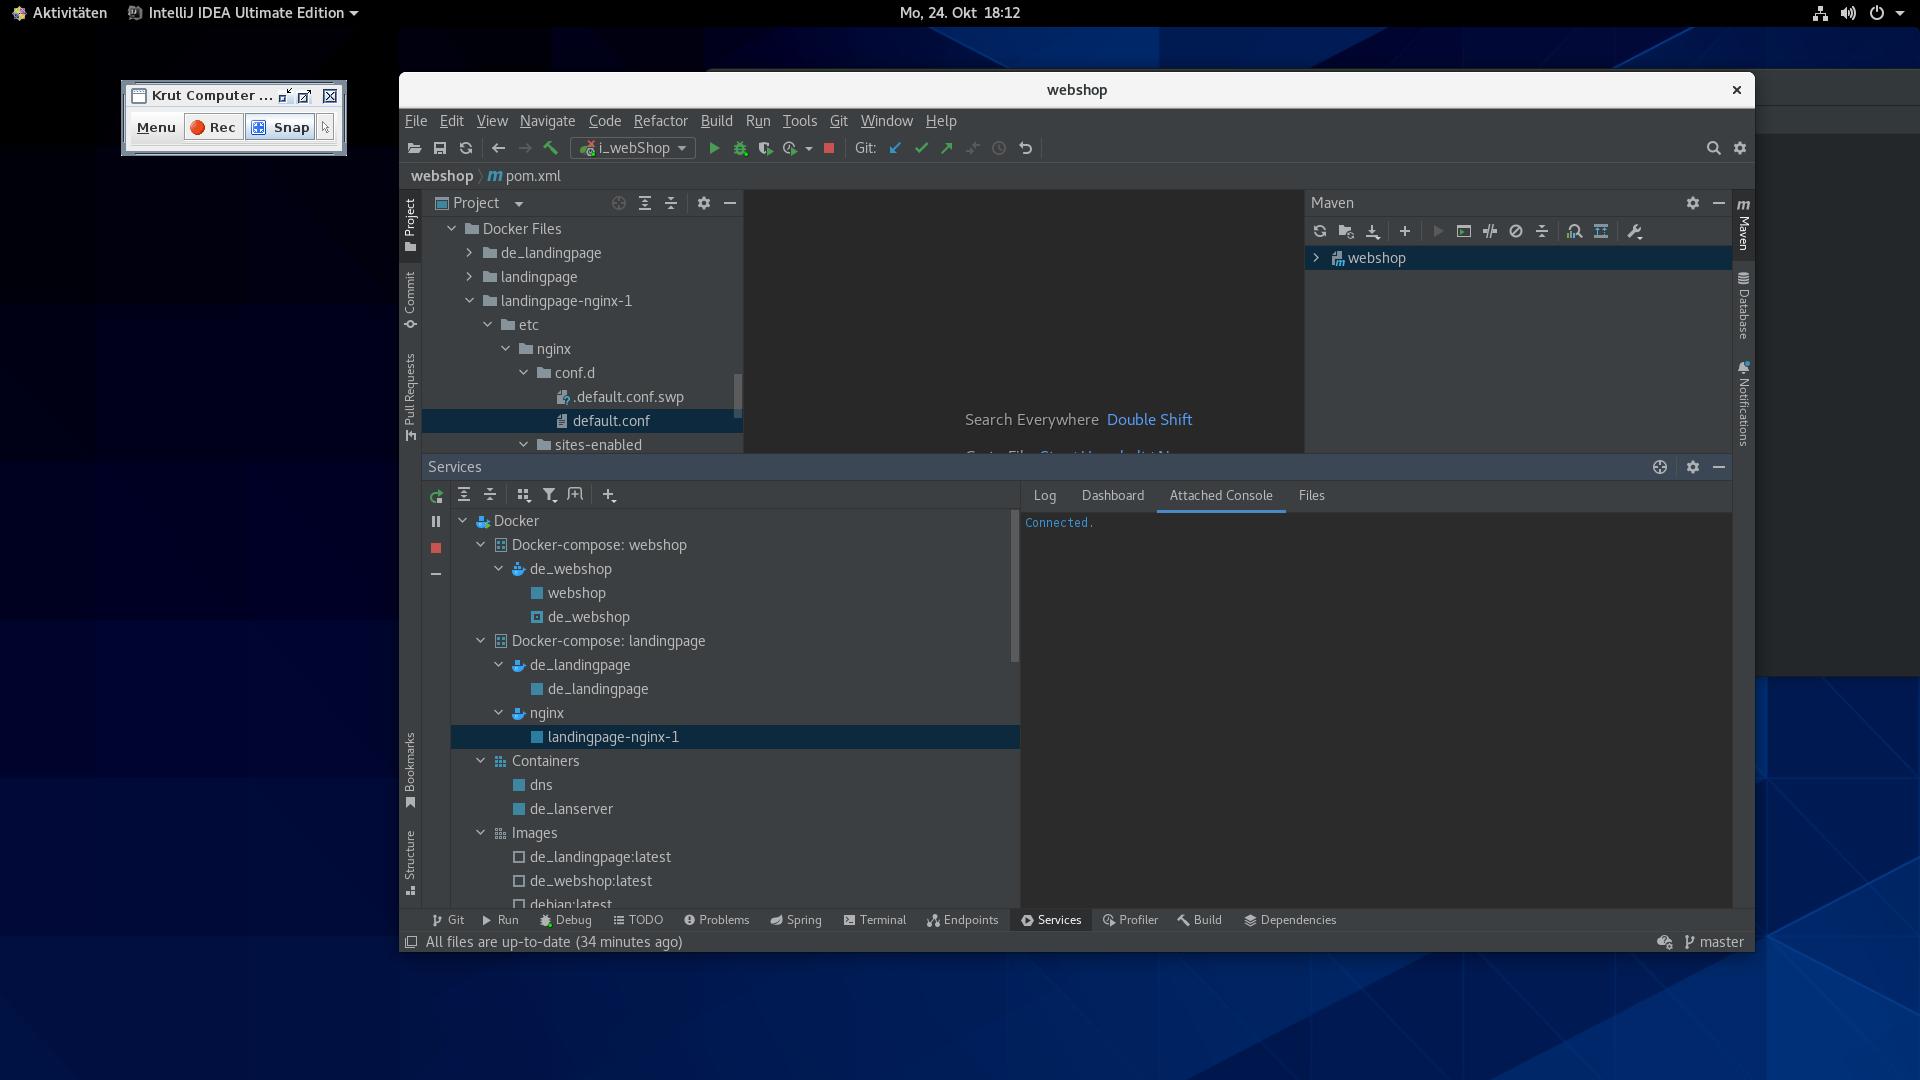 Aktivitäten IntelliJ IDEA Ultimate Edition Mo, 24. Okt 18:12
Krut Computer ...
Menu Rec Snap
webshop
File Edit View Navigate Code Refactor Build Run Tools Git Window Help
i_webShop Git:
webshop pom.xml
Project
Docker Files
de_landingpage
landingpage
landingpage-nginx-1
etc
nginx
conf.d
.default.conf.swp
default.conf
sites-enabled
Search Everywhere Double Shift
Maven
webshop
Project
Commit
Pull Requests
Bookmarks
Structure
Maven
Database
Notifications
Services
Log Dashboard Attached Console Files
Connected.
Docker
Docker-compose: webshop
de_webshop
webshop
de_webshop
Docker-compose: landingpage
de_landingpage
de_landingpage
nginx
landingpage-nginx-1
Containers
dns
de_lanserver
Images
de_landingpage:latest
de_webshop:latest
debian:latest
Git Run Debug TODO Problems Spring Terminal Endpoints Services Profiler Build Dependencies
All files are up-to-date (34 minutes ago) master